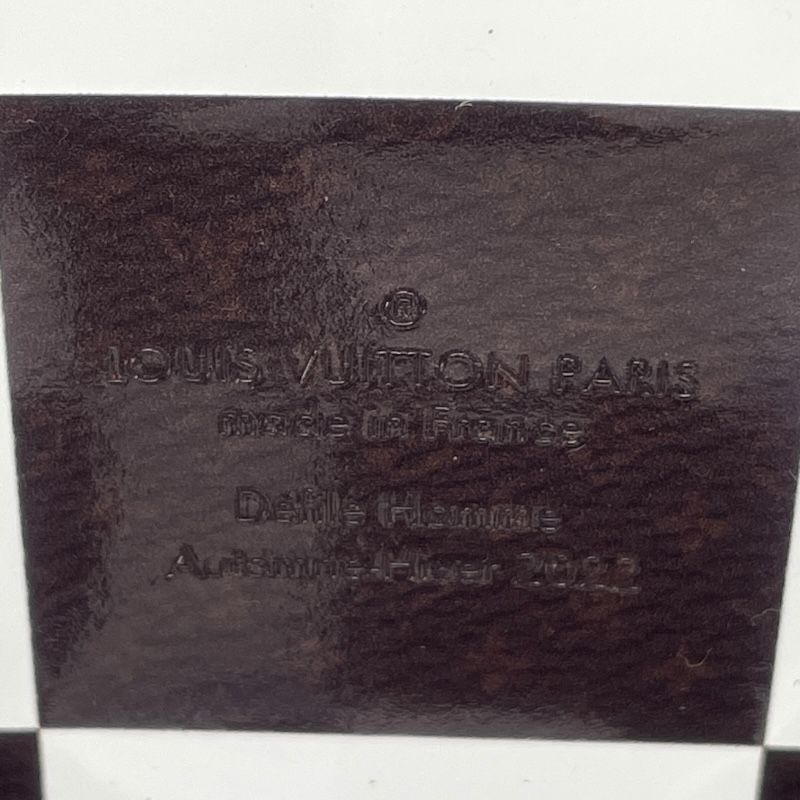 ®
LOUIS VUITTON PARIS
made in France
Défilé Homme
Automne-Hiver 2022